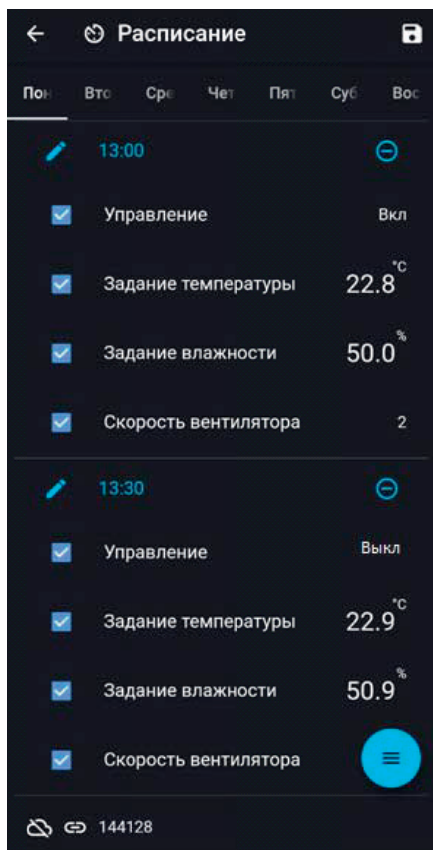 Расписание
Пон Вто Сре Чет Пят Суб Вос
13:00
Управление Вкл
Задание температуры 22.8 °C
Задание влажности 50.0 %
Скорость вентилятора 2
13:30
Управление Выкл
Задание температуры 22.9 °C
Задание влажности 50.9 %
Скорость вентилятора
144128